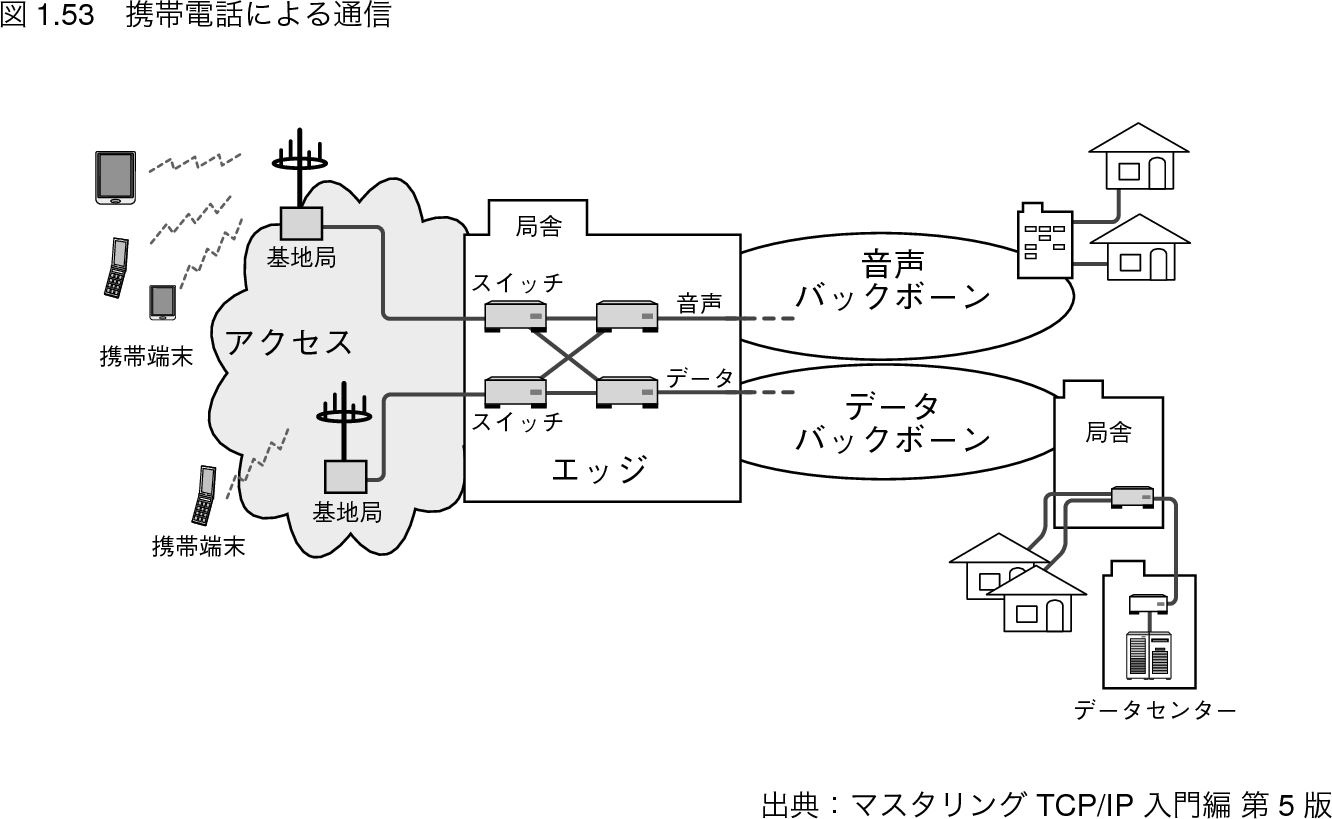 図 1.53　携帯電話による通信
局舎
基地局
音声
バックボーン
スイッチ
音声
アクセス
携帯端末
データ
データ
バックボーン
スイッチ
局舎
エッジ
基地局
携帯端末
データセンター
出典：マスタリング TCP/IP 入門編 第 5 版